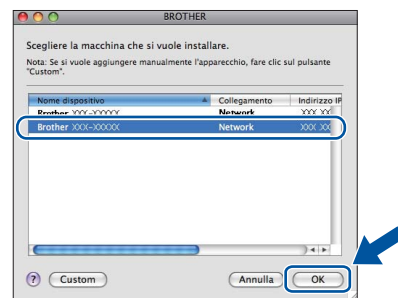 BROTHER
Scegliere la macchina che si vuole installare.
Nota: Se si vuole aggiungere manualmente l'apparecchio, fare clic sul pulsante
"Custom".
Nome dispositivo Collegamento Indirizzo IP
Brother XXX-XXXXX Network XXX XX
Brother XXX-XXXXX Network XXX XX
? Custom Annulla OK